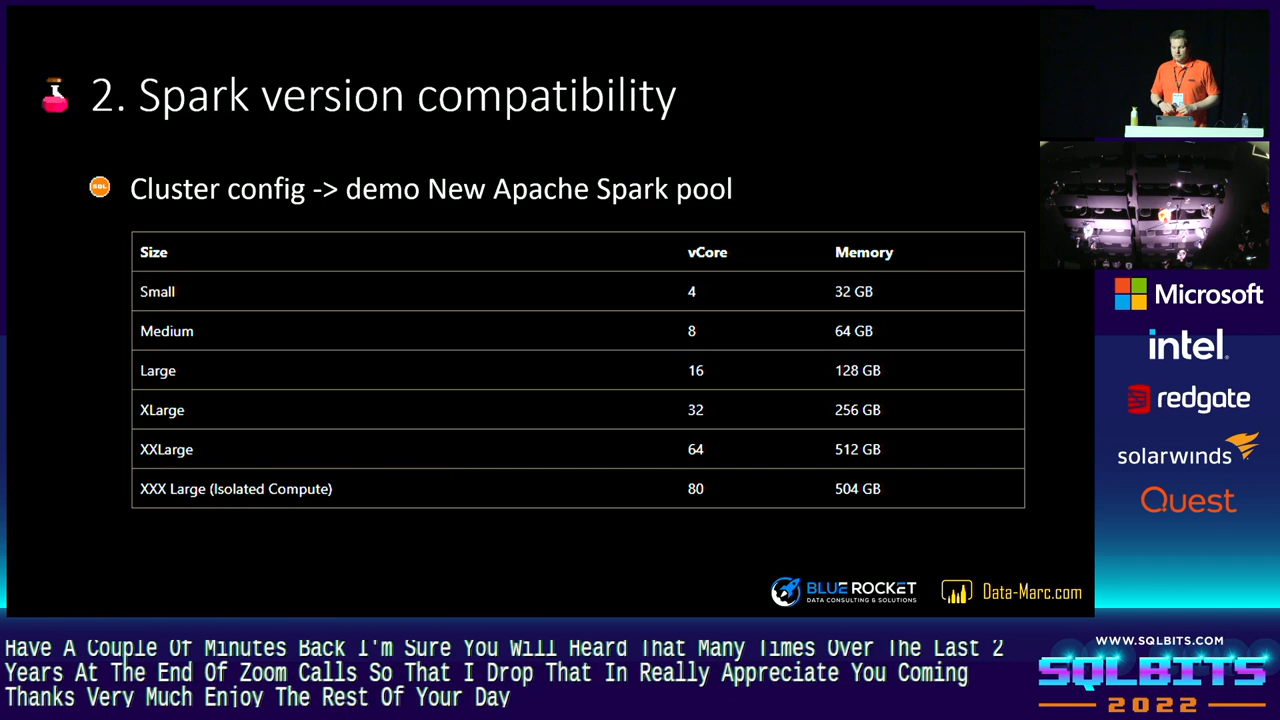 2. Spark version compatibility
SQL
Cluster config -> demo New Apache Spark pool
Size vCore Memory
Small 4 32 GB
Medium 8 64 GB
Large 16 128 GB
XLarge 32 256 GB
XXLarge 64 512 GB
XXX Large (Isolated Compute) 80 504 GB
BLUE ROCKET
DATA CONSULTING & SOLUTIONS
Data-Marc.com
Microsoft
intel.
redgate
solarwinds
Quest
WWW.SQLBITS.COM
SQLBITS
2022
Have A Couple Of Minutes Back I'm Sure You Will Heard That Many Times Over The Last 2
Years At The End Of Zoom Calls So That I Drop That In Really Appreciate You Coming
Thanks Very Much Enjoy The Rest Of Your Day